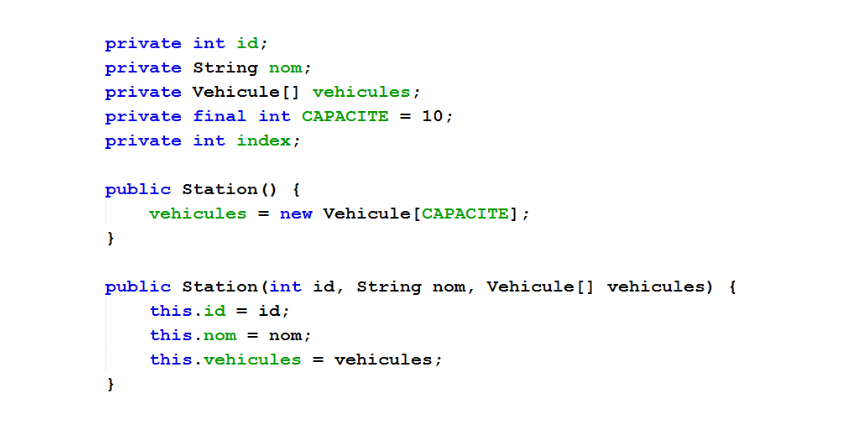 private int id;
private String nom;
private Vehicule[] vehicules;
private final int CAPACITE = 10;
private int index;
public Station() {
vehicules = new Vehicule[CAPACITE];
}
public Station(int id, String nom, Vehicule[] vehicules) {
this.id = id;
this.nom = nom;
this.vehicules = vehicules;
}